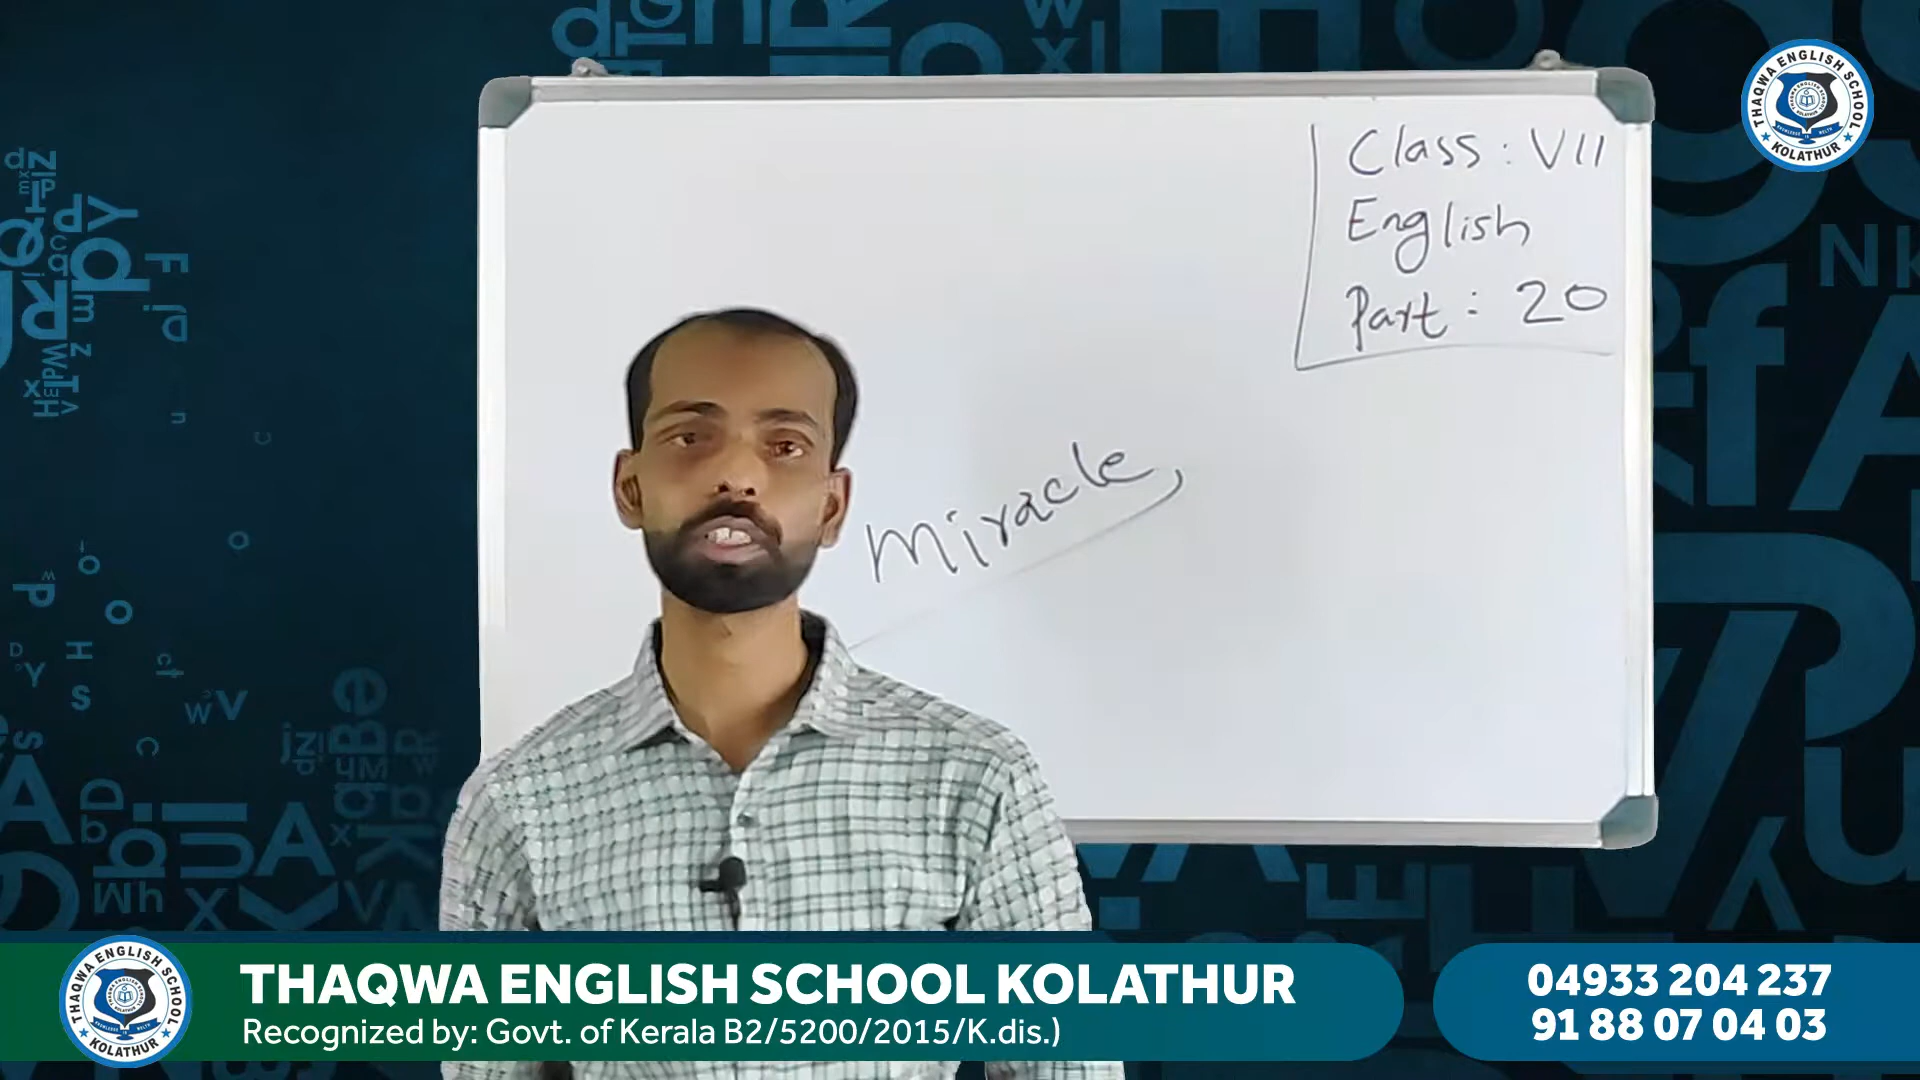 Class : VII
English
Part : 20
Miracle
THAQWA ENGLISH SCHOOL
KOLATHUR
THAQWA ENGLISH SCHOOL
KOLATHUR
THAQWA ENGLISH SCHOOL KOLATHUR
Recognized by: Govt. of Kerala B2/5200/2015/K.dis.)
04933 204 237
91 88 07 04 03